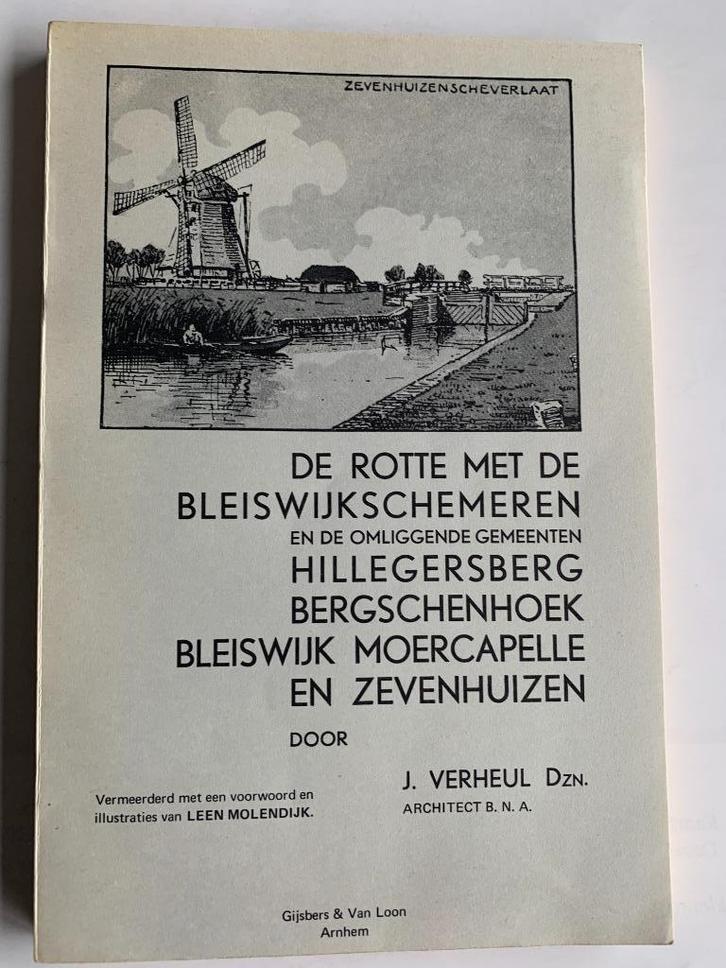 ZEVENHUIZENSCHEVERLAAT
DE ROTTE MET DE
BLEISWIJKSCHEMEREN
EN DE OMLIGGENDE GEMEENTEN
HILLEGERSBERG
BERGSCHENHOEK
BLEISWIJK MOERCAPELLE
EN ZEVENHUIZEN
DOOR
J. VERHEUL DZN.
ARCHITECT B. N. A.
Vermeerderd met een voorwoord en
illustraties van LEEN MOLENDIJK.
Gijsbers & Van Loon
Arnhem